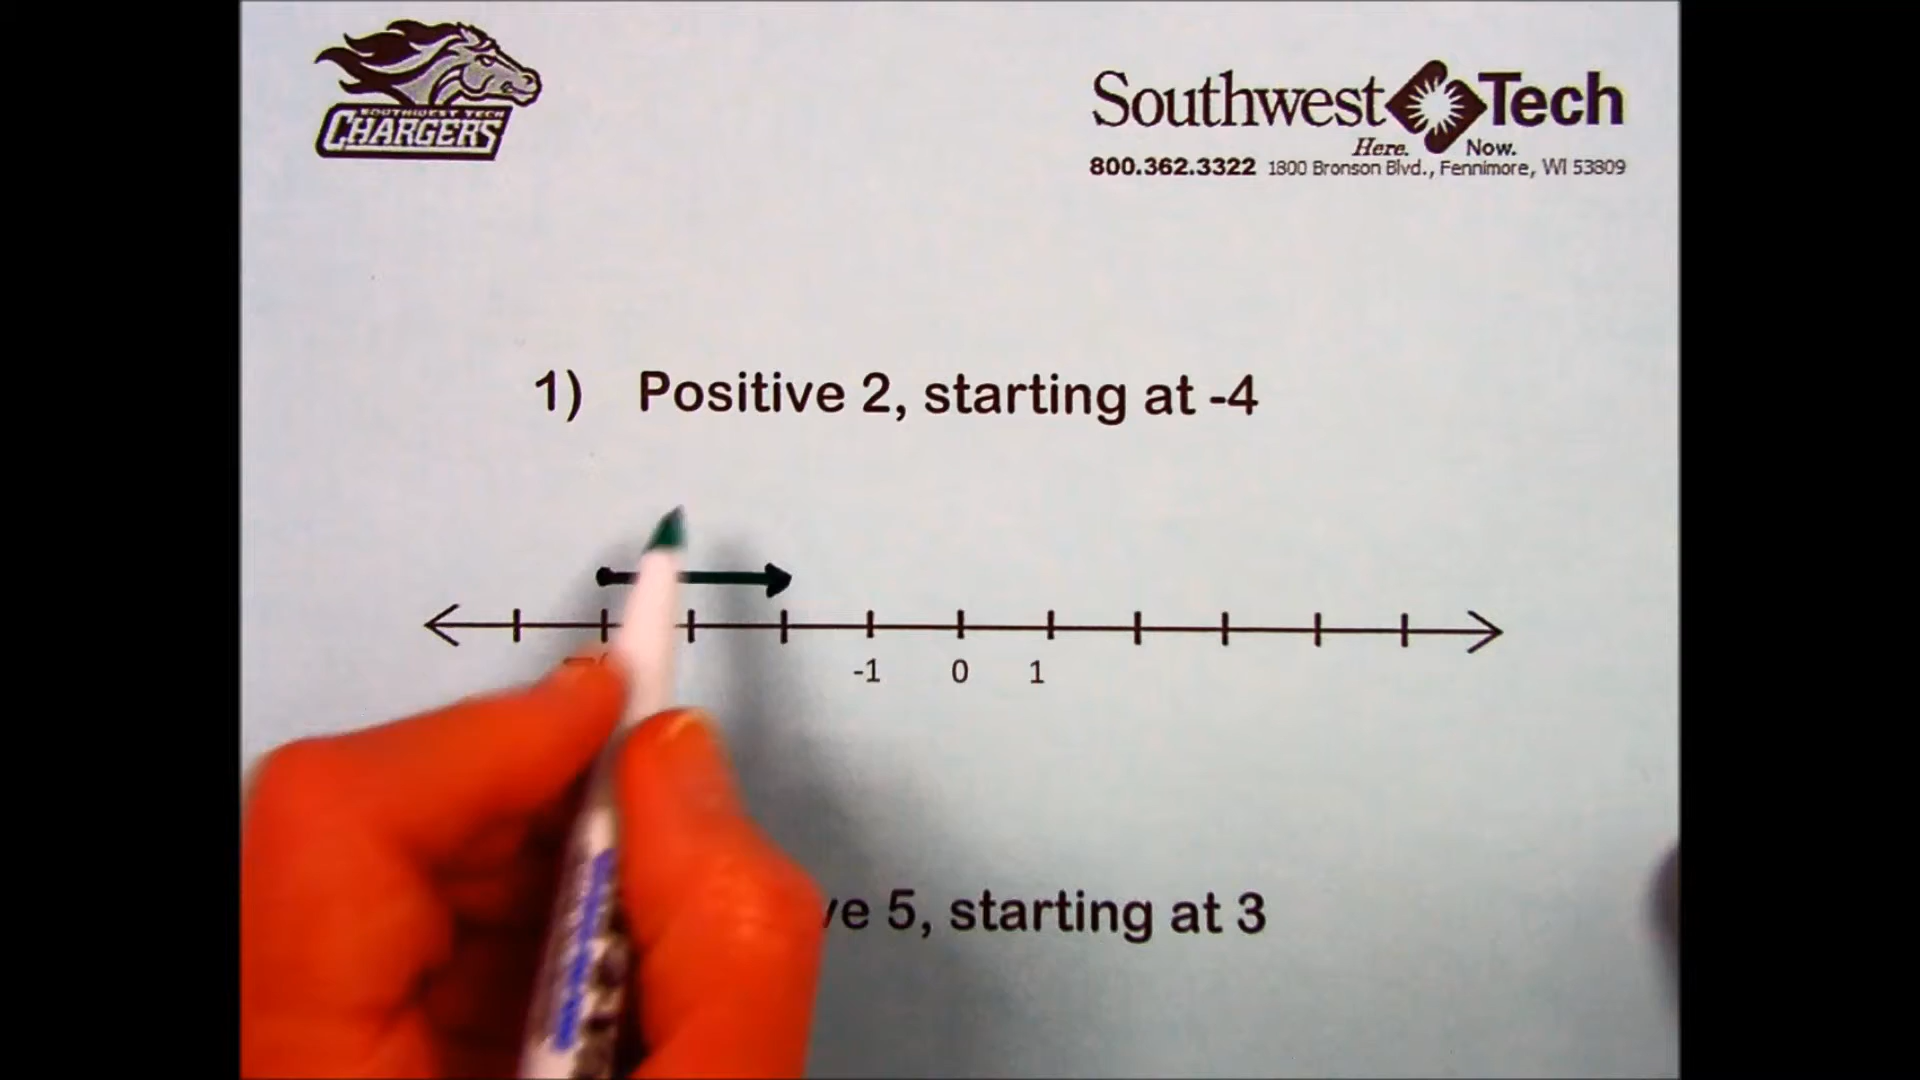 SOUTHWEST TECH
CHARGERS
Southwest Tech
Here. Now.
800.362.3322 1800 Bronson Blvd., Fennimore, WI 53809
1) Positive 2, starting at -4
-1 0 1
5, starting at 3